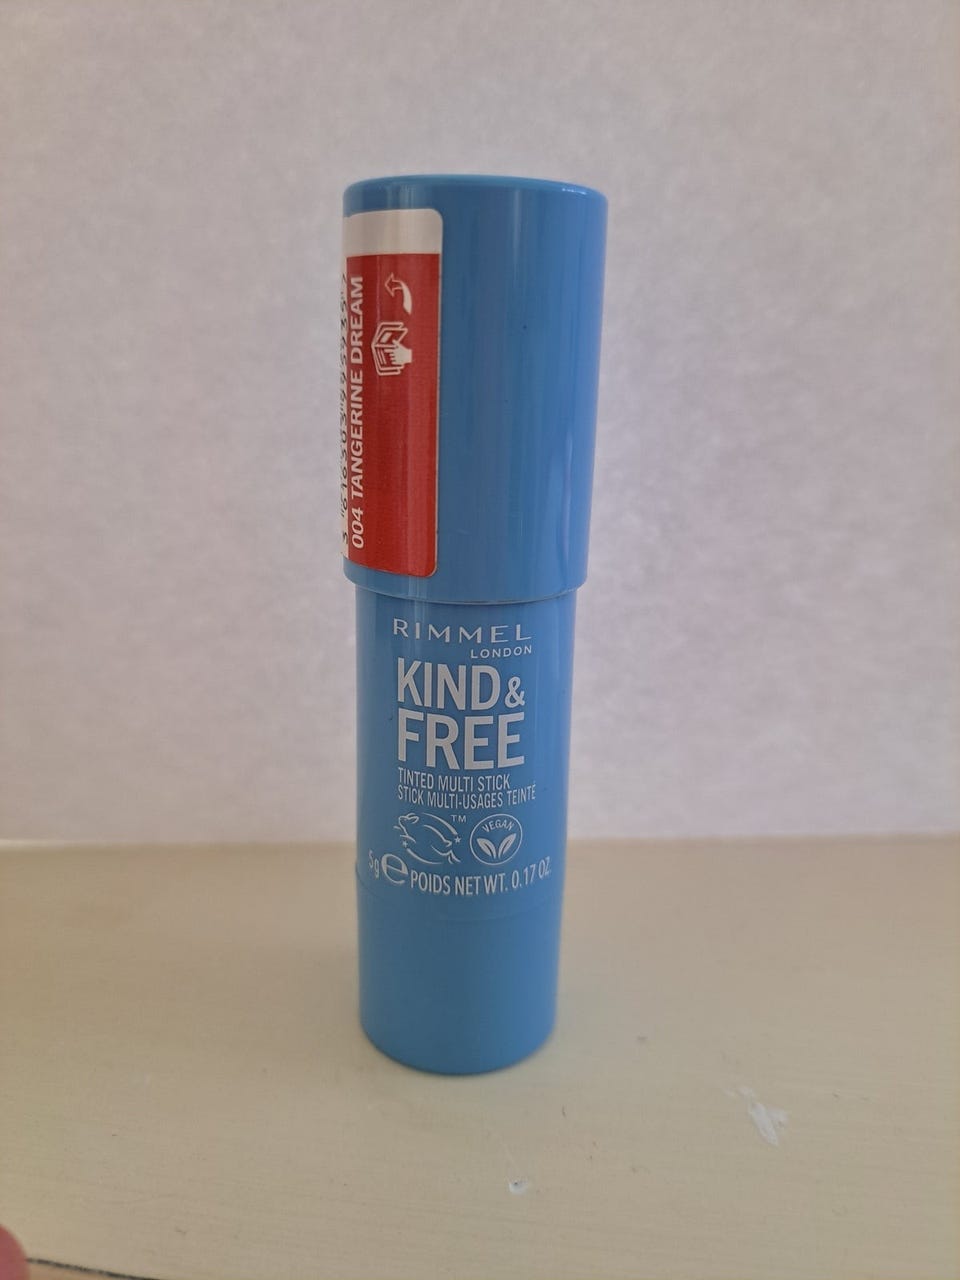 004 TANGERINE DREAM
RIMMEL
LONDON
KIND &
FREE
TINTED MULTI STICK
STICK MULTI-USAGES TEINTÉ
TM
VEGAN
5g e POIDS NET WT. 0.17 OZ.